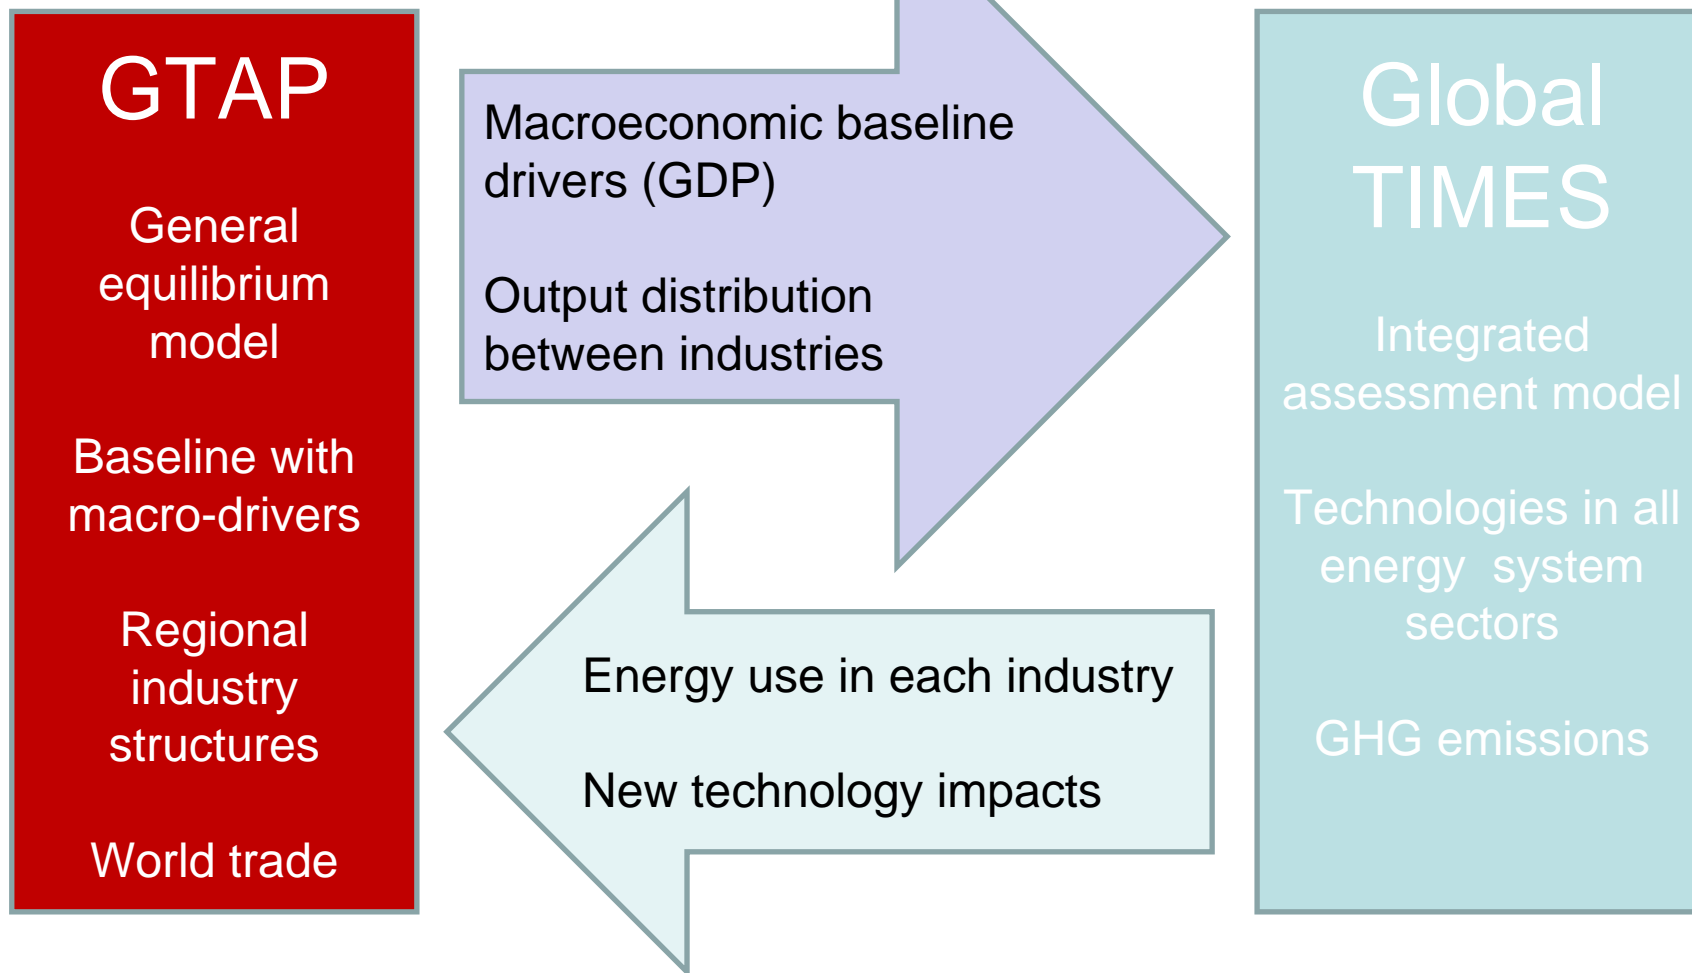 GTAP
General
equilibrium
model
Baseline with
macro-drivers
Regional
industry
structures
World trade
Macroeconomic baseline
drivers (GDP)
Output distribution
between industries
Energy use in each industry
New technology impacts
Global
TIMES
Integrated
assessment model
Technologies in all
energy  system
sectors
GHG emissions